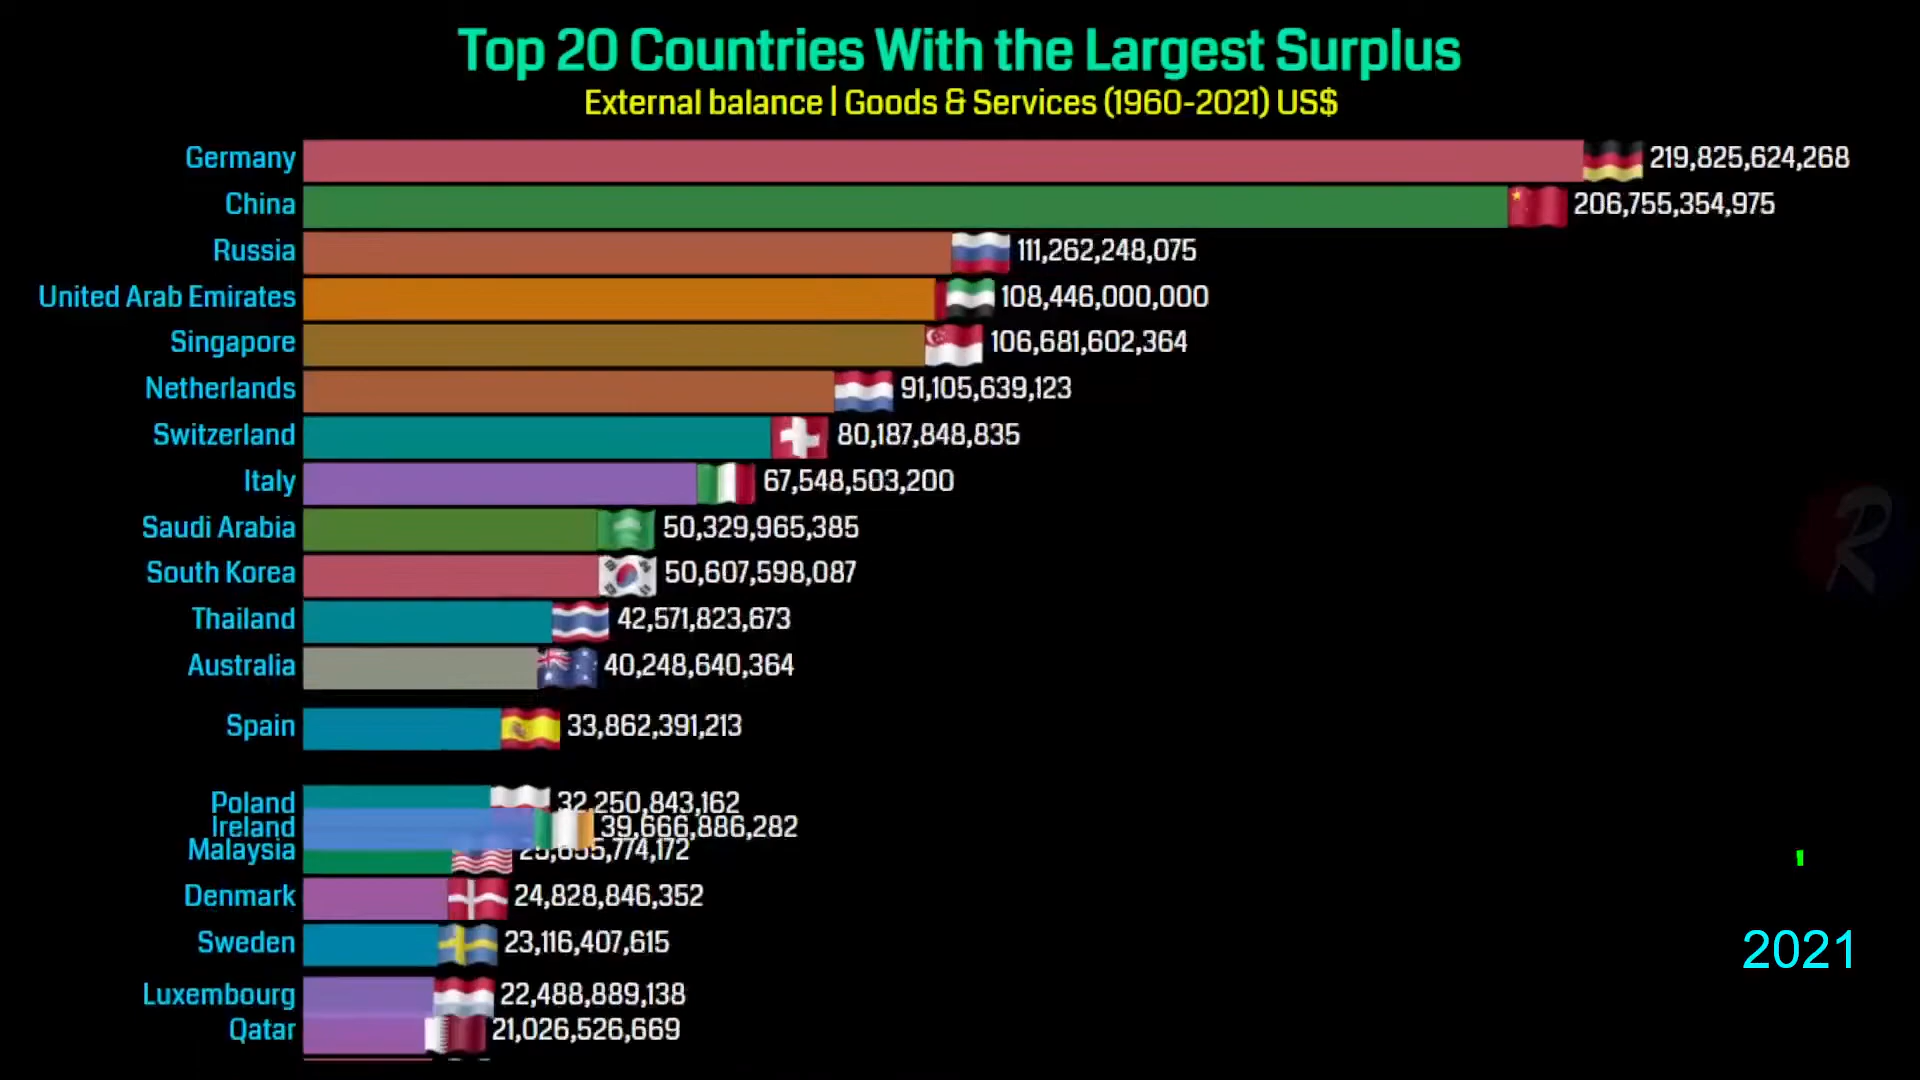 Top 20 Countries With the Largest Surplus
External balance | Goods & Services (1960-2021) US$
Germany 219,825,624,268
China 206,755,354,975
Russia 111,262,248,075
United Arab Emirates 108,446,000,000
Singapore 106,681,602,364
Netherlands 91,105,639,123
Switzerland 80,187,848,835
Italy 67,548,503,200
Saudi Arabia 50,329,965,385
South Korea 50,607,598,087
Thailand 42,571,823,673
Australia 40,248,640,364
Spain 33,862,391,213
Poland 32,250,843,162
Ireland 39,666,886,282
Malaysia
Denmark 24,828,846,352
Sweden 23,116,407,615
2021
Luxembourg 22,488,889,138
Qatar 21,026,526,669
R